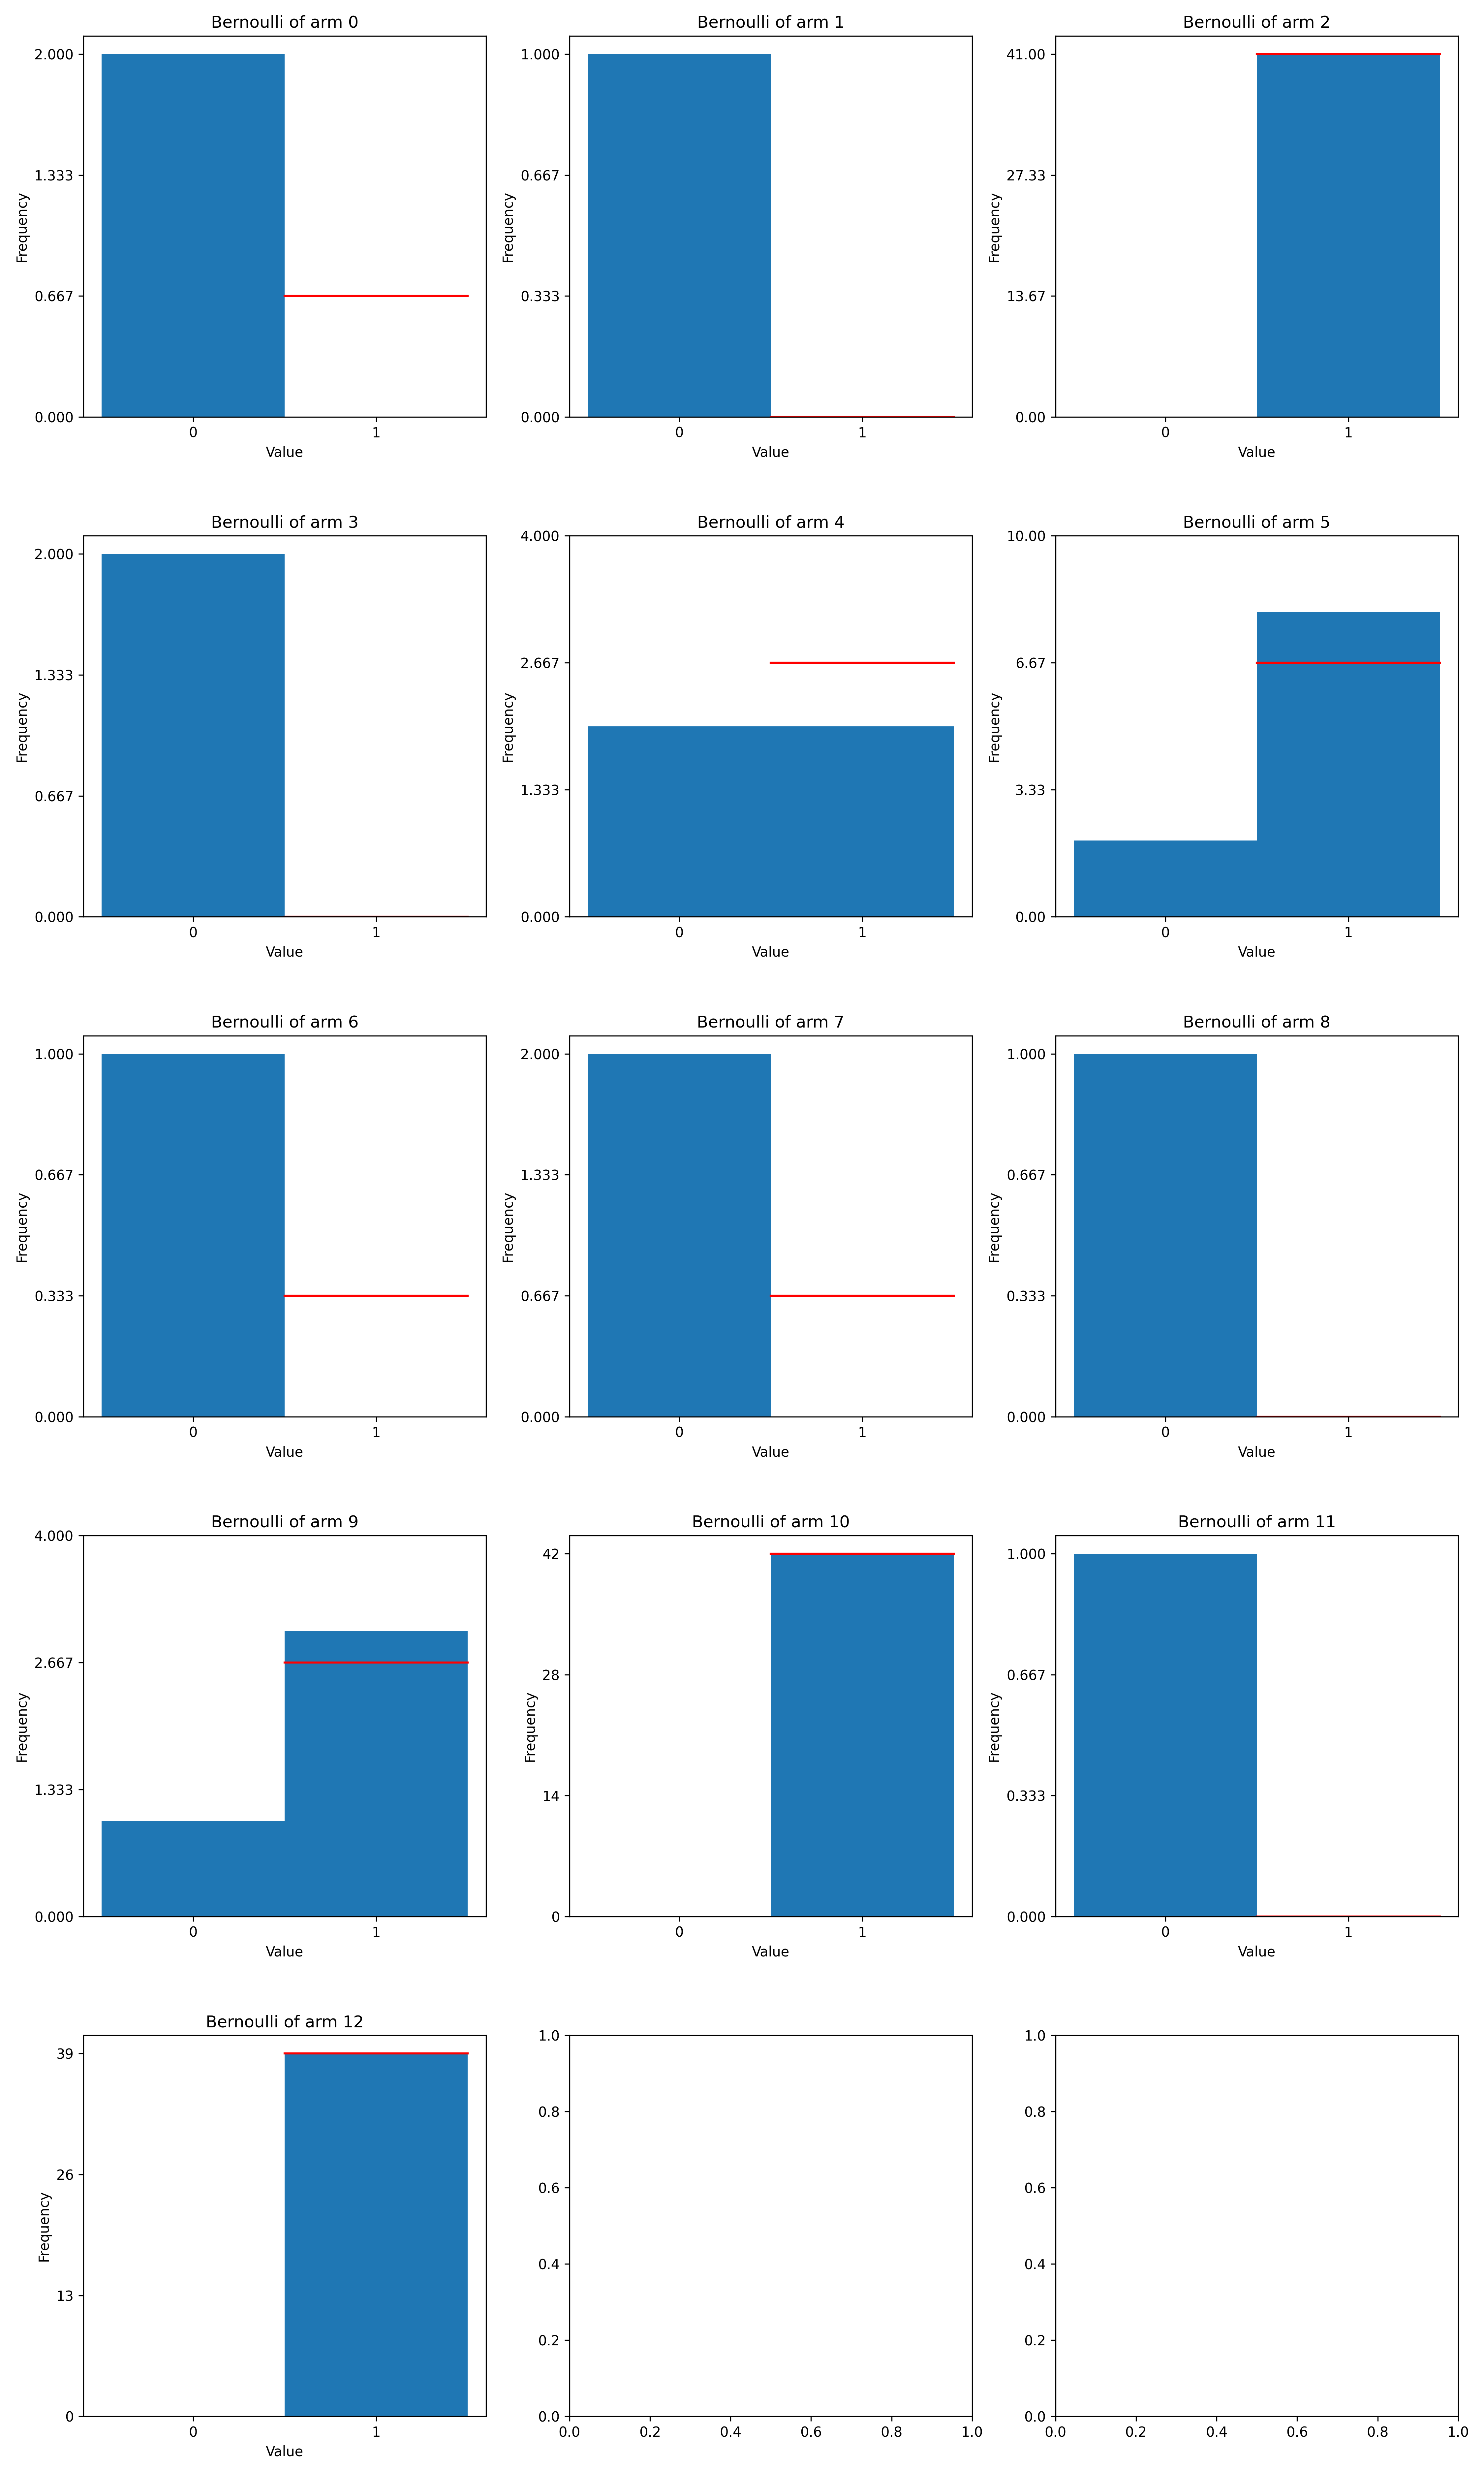 Bernoulli of arm 0
2.000
1.333
0.667
0.000
Frequency
0 1
Value
Bernoulli of arm 1
1.000
0.667
0.333
0.000
Frequency
0 1
Value
Bernoulli of arm 2
41.00
27.33
13.67
0.00
Frequency
0 1
Value
Bernoulli of arm 3
2.000
1.333
0.667
0.000
Frequency
0 1
Value
Bernoulli of arm 4
4.000
2.667
1.333
0.000
Frequency
0 1
Value
Bernoulli of arm 5
10.00
6.67
3.33
0.00
Frequency
0 1
Value
Bernoulli of arm 6
1.000
0.667
0.333
0.000
Frequency
0 1
Value
Bernoulli of arm 7
2.000
1.333
0.667
0.000
Frequency
0 1
Value
Bernoulli of arm 8
1.000
0.667
0.333
0.000
Frequency
0 1
Value
Bernoulli of arm 9
4.000
2.667
1.333
0.000
Frequency
0 1
Value
Bernoulli of arm 10
42
28
14
0
Frequency
0 1
Value
Bernoulli of arm 11
1.000
0.667
0.333
0.000
Frequency
0 1
Value
Bernoulli of arm 12
39
26
13
0
Frequency
0 1
Value
1.0
0.8
0.6
0.4
0.2
0.0
0.0 0.2 0.4 0.6 0.8 1.0
1.0
0.8
0.6
0.4
0.2
0.0
0.0 0.2 0.4 0.6 0.8 1.0